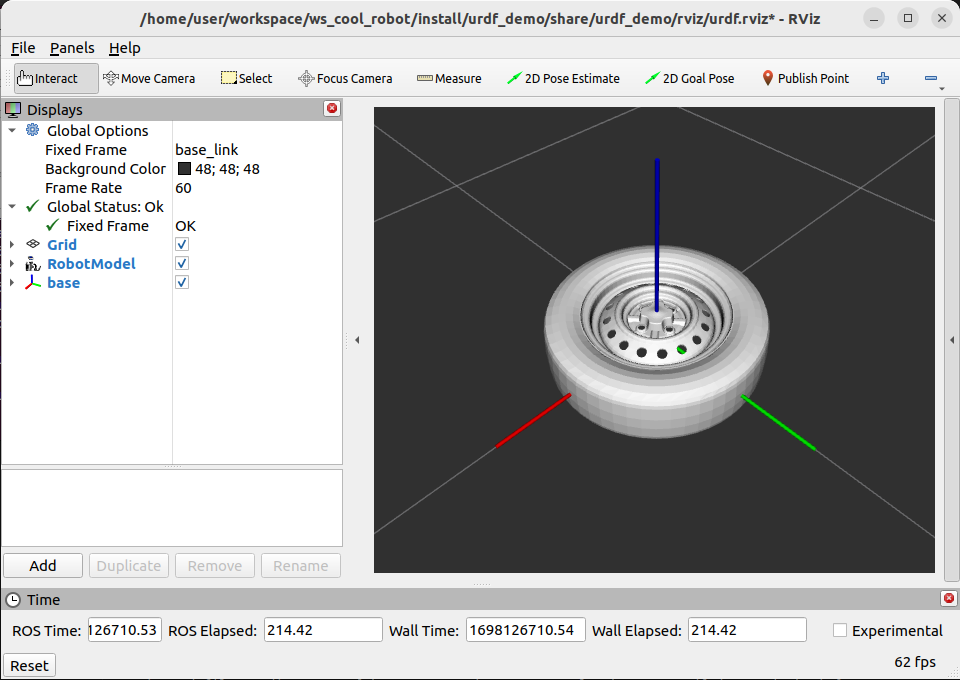 /home/user/workspace/ws_cool_robot/install/urdf_demo/share/urdf_demo/rviz/urdf.rviz* - RViz
File Panels Help
Interact Move Camera Select Focus Camera Measure 2D Pose Estimate 2D Goal Pose Publish Point
Displays
Global Options
Fixed Frame base_link
Background Color 48; 48; 48
Frame Rate 60
Global Status: Ok
Fixed Frame OK
Grid
RobotModel
base
Add Duplicate Remove Rename
Time
ROS Time: 126710.53 ROS Elapsed: 214.42 Wall Time: 1698126710.54 Wall Elapsed: 214.42 Experimental
Reset 62 fps